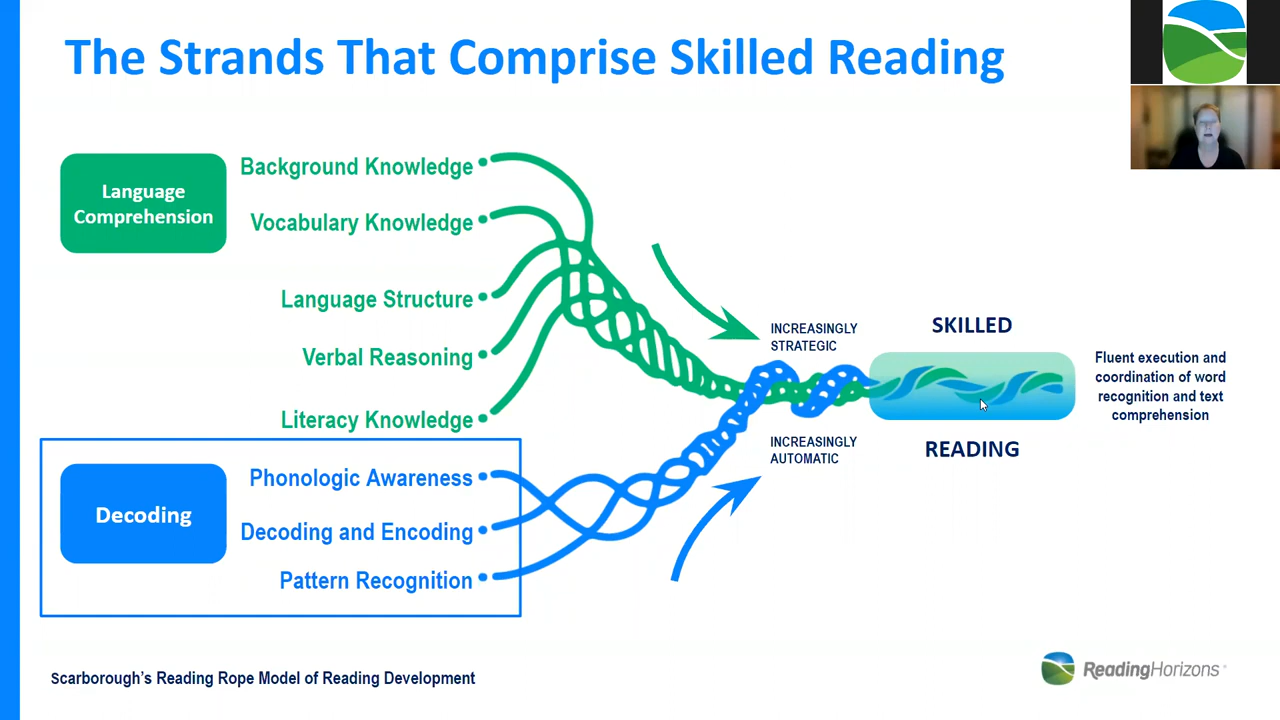 The Strands That Comprise Skilled Reading
Language
Comprehension
Background Knowledge
Vocabulary Knowledge
Language Structure
Verbal Reasoning
Literacy Knowledge
Decoding
Phonologic Awareness
Decoding and Encoding
Pattern Recognition
INCREASINGLY
STRATEGIC
INCREASINGLY
AUTOMATIC
SKILLED
READING
Fluent execution and
coordination of word
recognition and text
comprehension
Scarborough's Reading Rope Model of Reading Development
ReadingHorizons